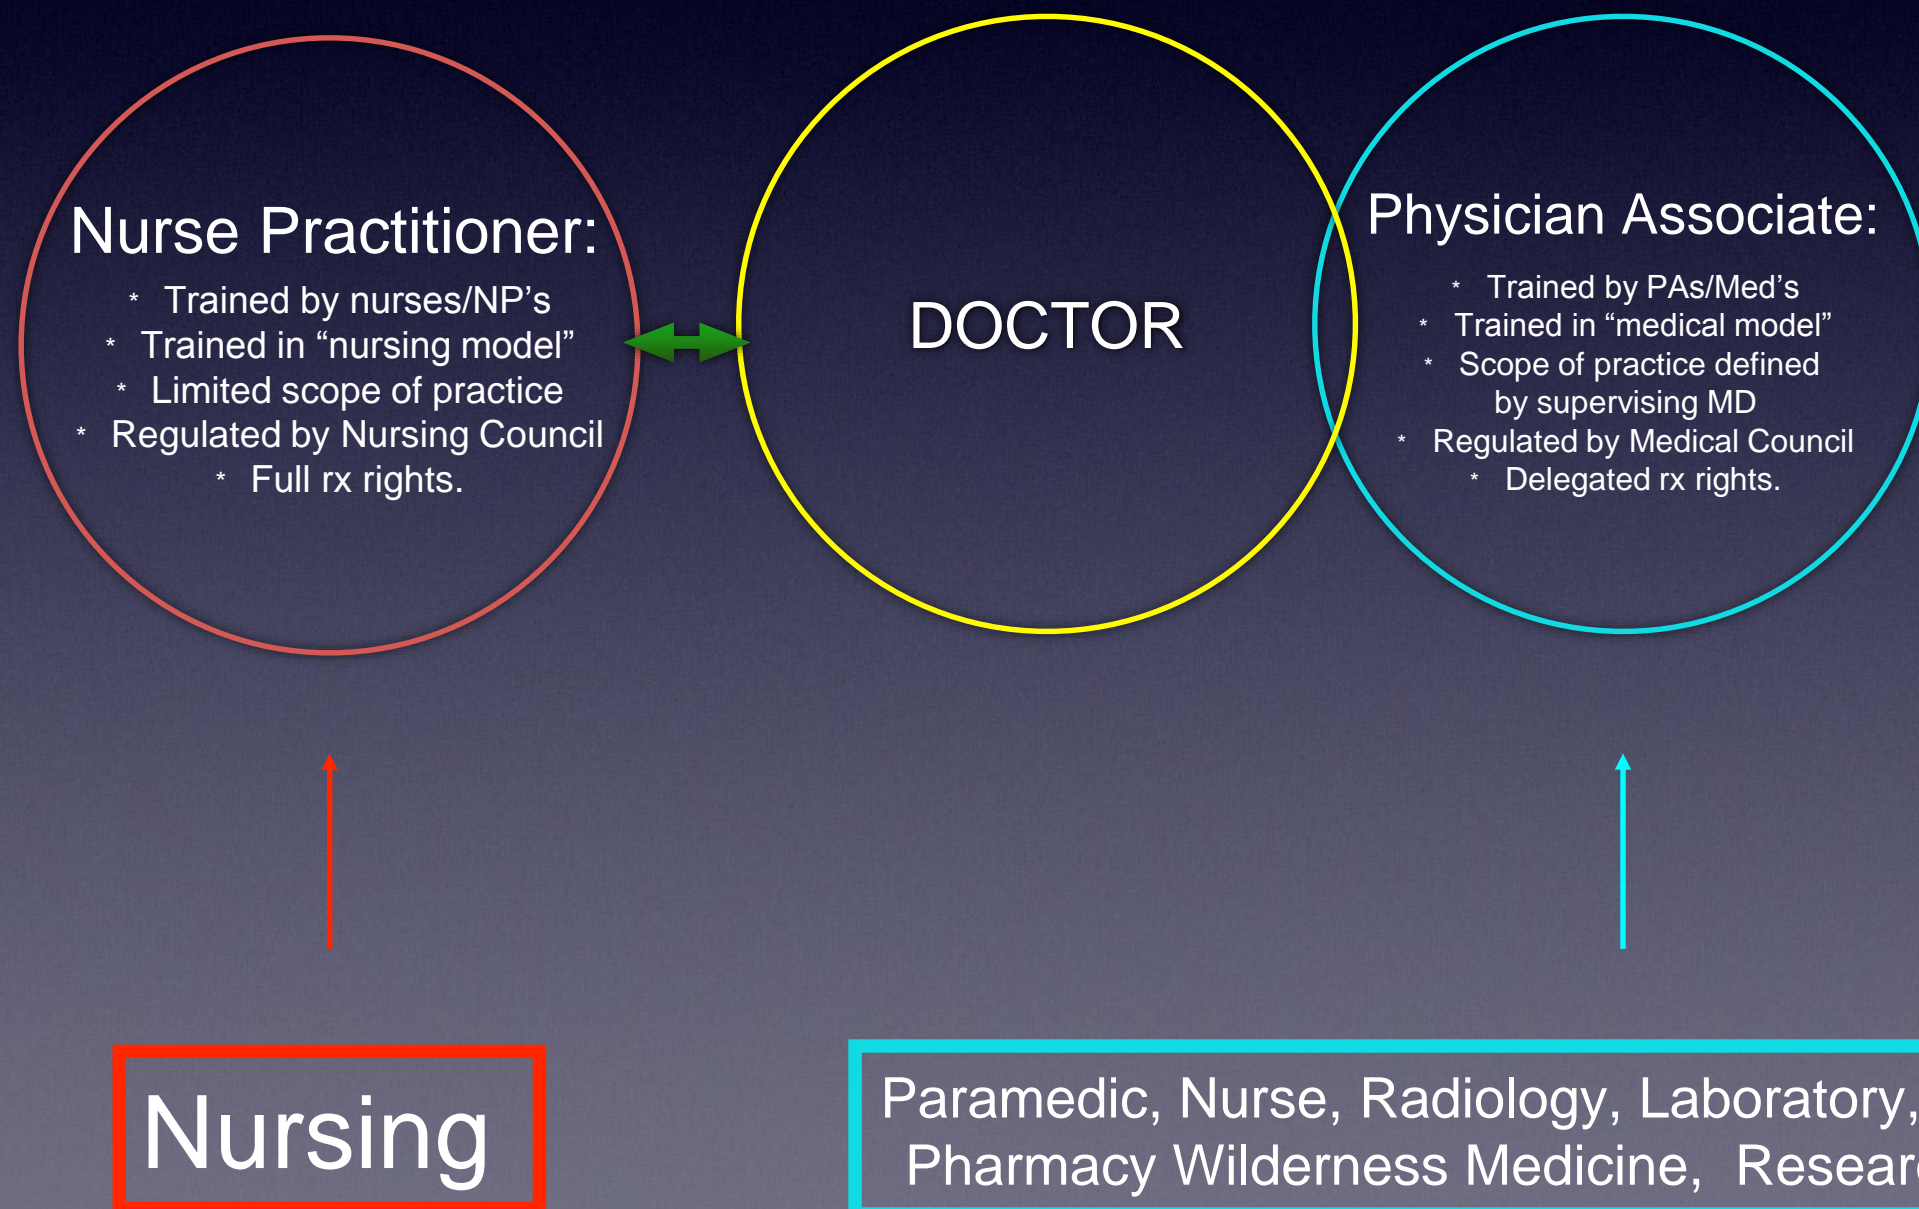 Nurse Practitioner:
* Trained by nurses/NP’s
* Trained in “nursing model”
* Limited scope of practice
* Regulated by Nursing Council
* Full rx rights.
DOCTOR
Physician Associate:
* Trained by PAs/Med’s
* Trained in “medical model”
* Scope of practice defined
by supervising MD
* Regulated by Medical Council
* Delegated rx rights.
Nursing
Paramedic, Nurse, Radiology, Laboratory,
Pharmacy Wilderness Medicine,